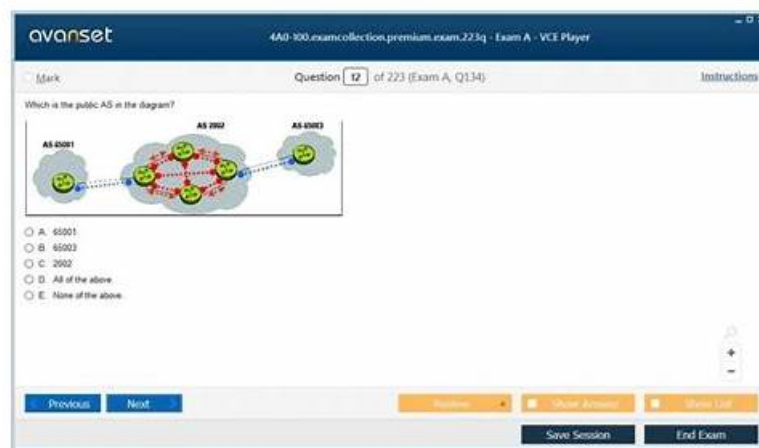 avanset
4A0-100.examcollection.premium.exam.223q - Exam A - VCE Player
Mark
Question 12 of 223 (Exam A, Q134)
Instructions
Which is the public AS in the diagram?
AS 65001
AS 2002
AS 65003
A. 65001
B. 65003
C. 2002
D. All of the above
E. None of the above.
Previous
Next
Review
Show Answer
Show List
Save Session
End Exam